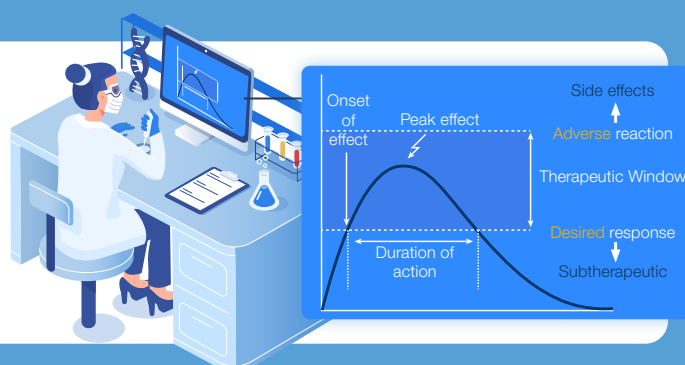 Onset
of
effect
Peak effect
Side effects
Adverse reaction
Therapeutic Window
Desired response
Subtherapeutic
Duration of
action